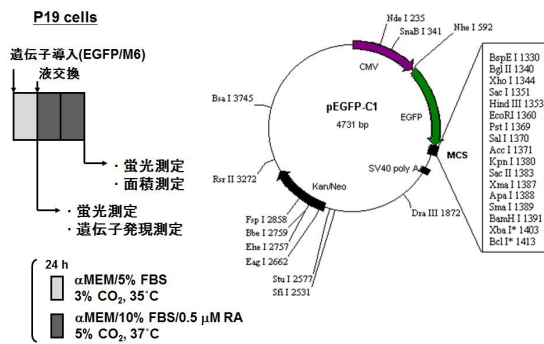 P19 cells
遺伝子導入(EGFP/M6)
液交換
・蛍光測定
・面積測定
・蛍光測定
・遺伝子発現測定
24 h
αMEM/5% FBS
3% CO2, 35˚C
αMEM/10% FBS/0.5 μM RA
5% CO2, 37˚C
Nde I 235
SnaB I 341
Nhe I 592
CMV
Bsa I 3745
pEGFP-C1
4731 bp
EGFP
MCS
SV40 poly A
Rsr II 3272
Kan/Neo
Dra III 1872
Fsp I 2858
Bbe I 2759
Ehe I 2757
Eag I 2662
Stu I 2577
Sfi I 2531
BspE I 1330
Bgl II 1340
Xho I 1344
Sac I 1351
Hind III 1353
EcoRI 1360
Pst I 1369
Sal I 1370
Acc I 1371
Kpn I 1380
Sac II 1383
Xma I 1387
Apa I 1388
Sma I 1389
BamH I 1391
Xba I* 1403
Bcl I* 1413